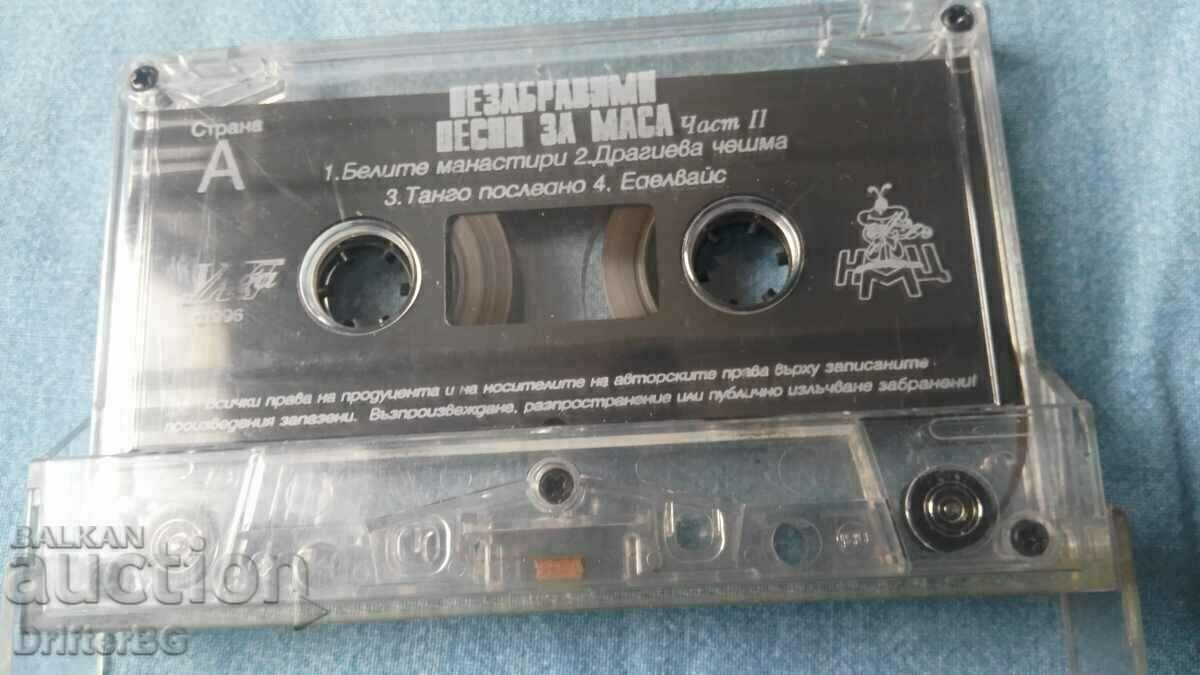 НЕЗАБРАВИМИ
ПЕСНИ ЗА МАСА Част II
Страна
A
1.Белите манастири 2.Драгиева чешма
3.Танго последно 4. Еделвайс
НМЦ
1996
Всички права на продуцента и на носителите на авторските права върху записаните
произведения запазени. Възпроизвеждане, разпространение или публично излъчване забранени!
BALKAN
auction
DrifterBG